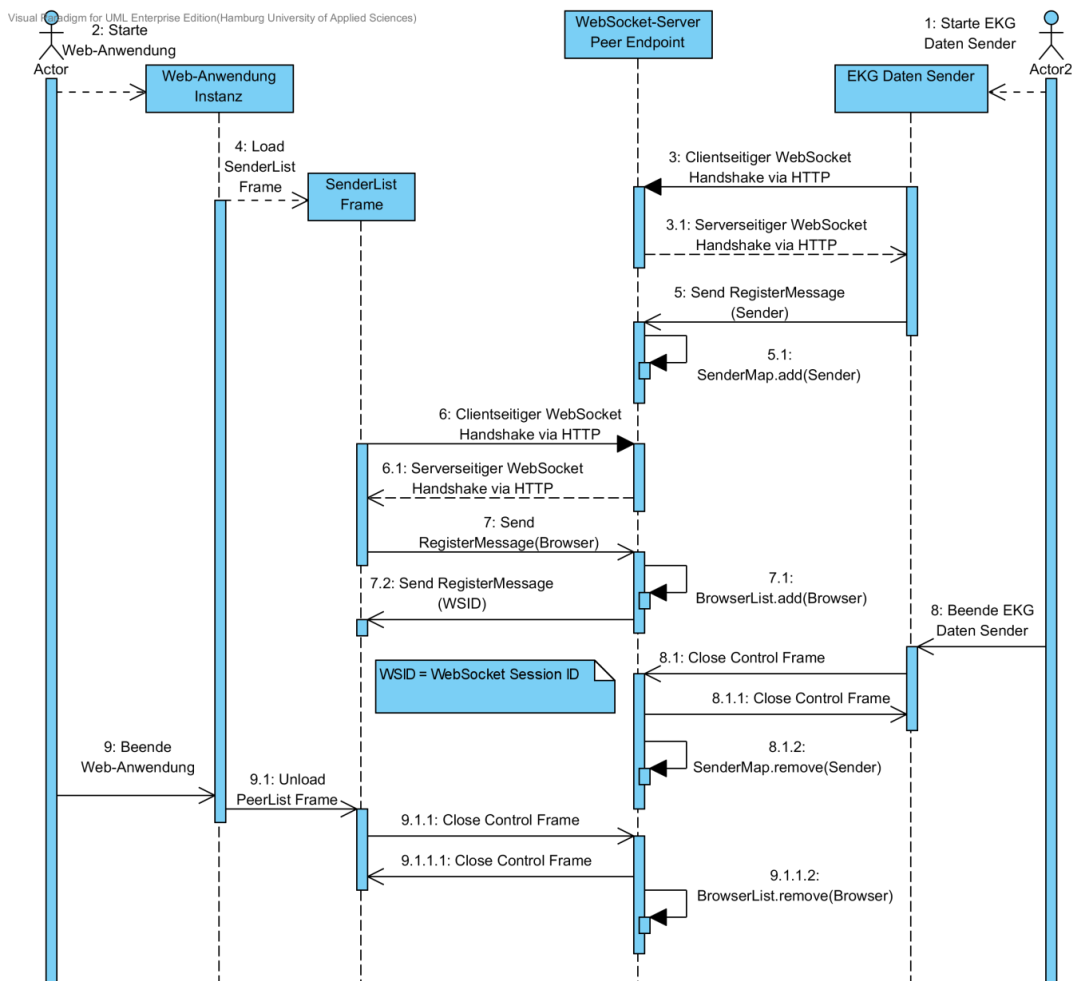 Visual Paradigm for UML Enterprise Edition(Hamburg University of Applied Sciences)
2: Starte
Web-Anwendung
Actor
Web-Anwendung
Instanz
WebSocket-Server
Peer Endpoint
1: Starte EKG
Daten Sender
Actor2
EKG Daten Sender
4: Load
SenderList
Frame
SenderList
Frame
3: Clientseitiger WebSocket
Handshake via HTTP
3.1: Serverseitiger WebSocket
Handshake via HTTP
5: Send RegisterMessage
(Sender)
5.1:
SenderMap.add(Sender)
6: Clientseitiger WebSocket
Handshake via HTTP
6.1: Serverseitiger WebSocket
Handshake via HTTP
7: Send
RegisterMessage(Browser)
7.1:
BrowserList.add(Browser)
7.2: Send RegisterMessage
(WSID)
8: Beende EKG
Daten Sender
WSID = WebSocket Session ID
8.1: Close Control Frame
8.1.1: Close Control Frame
8.1.2:
SenderMap.remove(Sender)
9: Beende
Web-Anwendung
9.1: Unload
PeerList Frame
9.1.1: Close Control Frame
9.1.1.1: Close Control Frame
9.1.1.2:
BrowserList.remove(Browser)